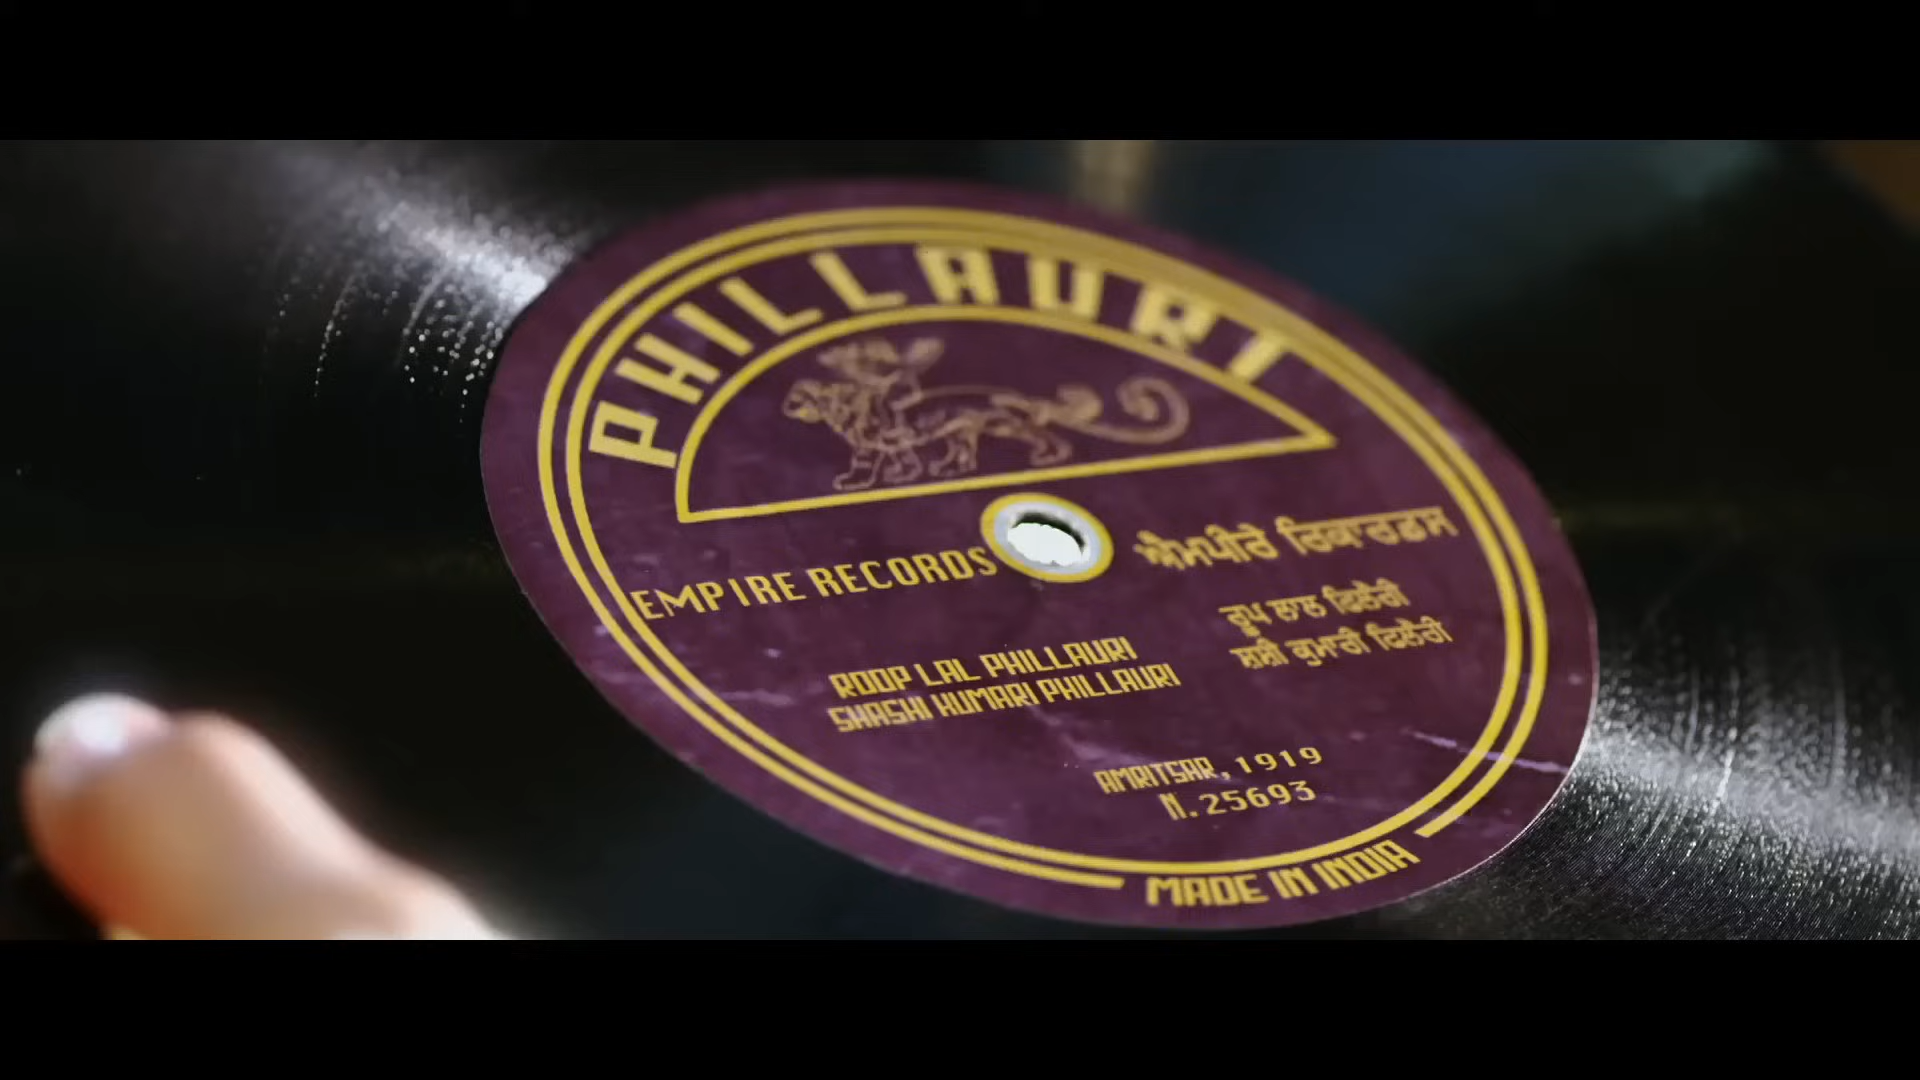 PHILLAURI
EMPIRE RECORDS
ਐਮਪੀਰੇ ਰਿਕਾਰਡਸ
ROOP LAL PHILLAURI
SHASHI KUMARI PHILLAURI
ਰੂਪ ਲਾਲ ਫਿਲੌਰੀ
ਸ਼ਸ਼ੀ ਕੁਮਾਰੀ ਫਿਲੌਰੀ
AMRITSAR, 1919
N. 25693
MADE IN INDIA